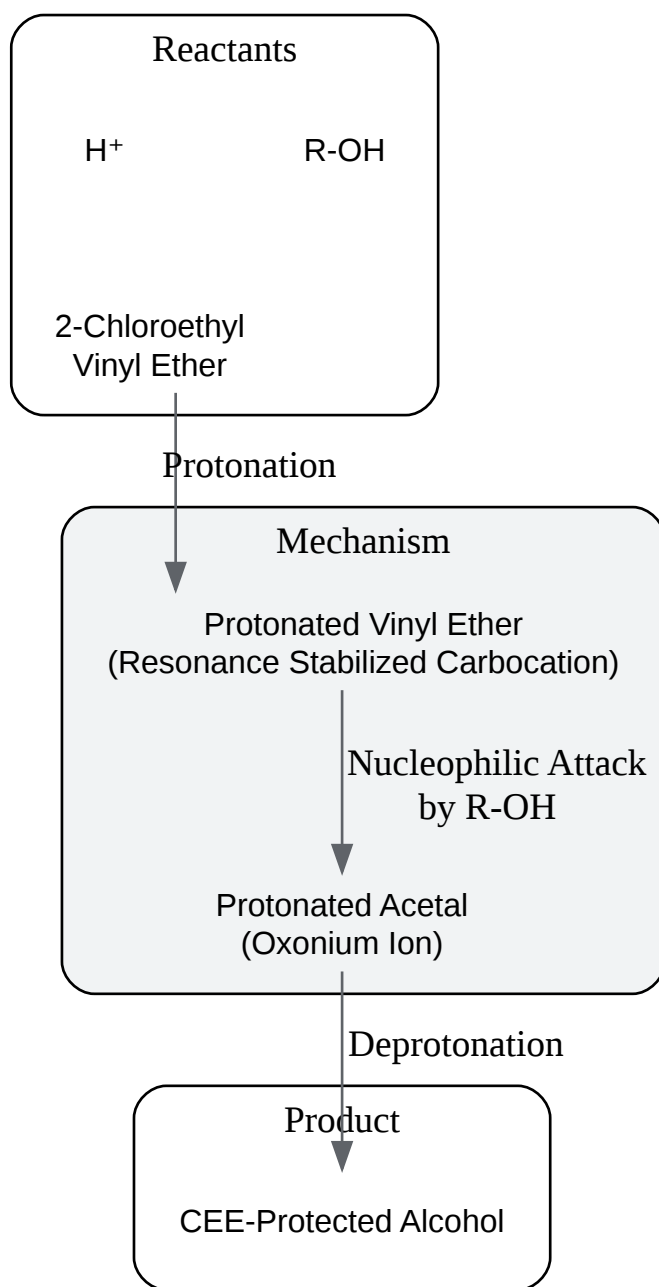 Reactants
H⁺
R-OH
2-Chloroethyl
Vinyl Ether
Protonation
Mechanism
Protonated Vinyl Ether
(Resonance Stabilized Carbocation)
Nucleophilic Attack
by R-OH
Protonated Acetal
(Oxonium Ion)
Deprotonation
Product
CEE-Protected Alcohol